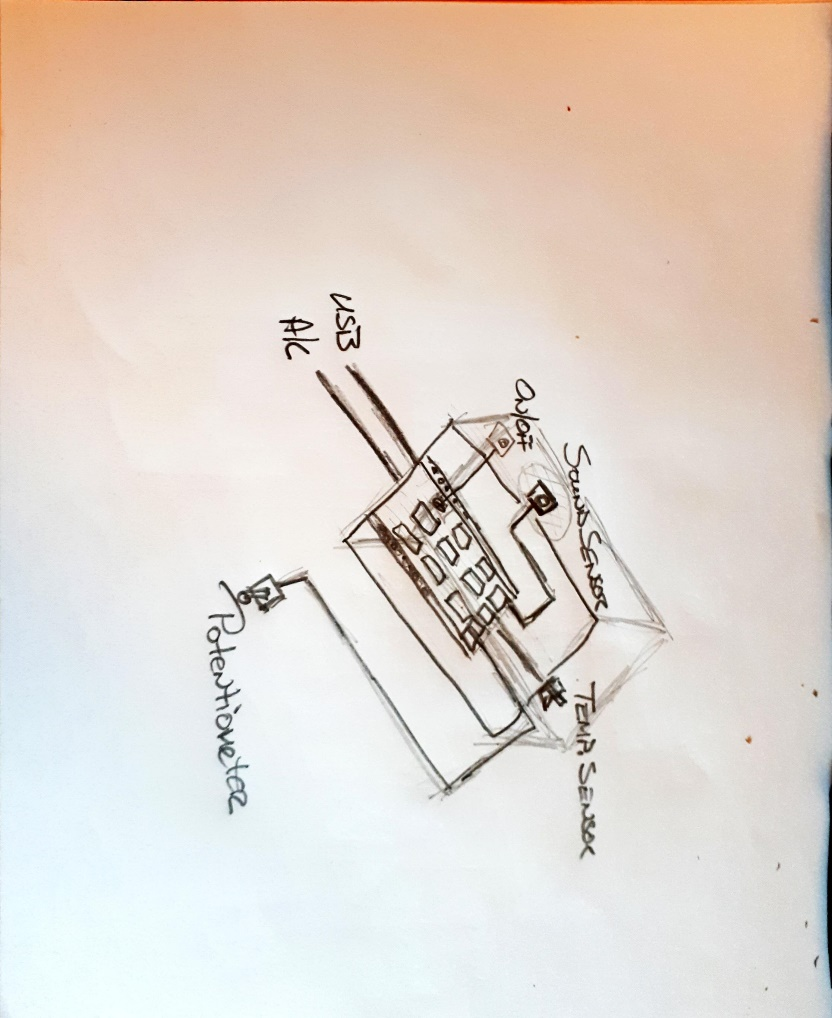 USB
A/C
On/Off
Sound Sensor
Temp. Sensor
Potentiometer